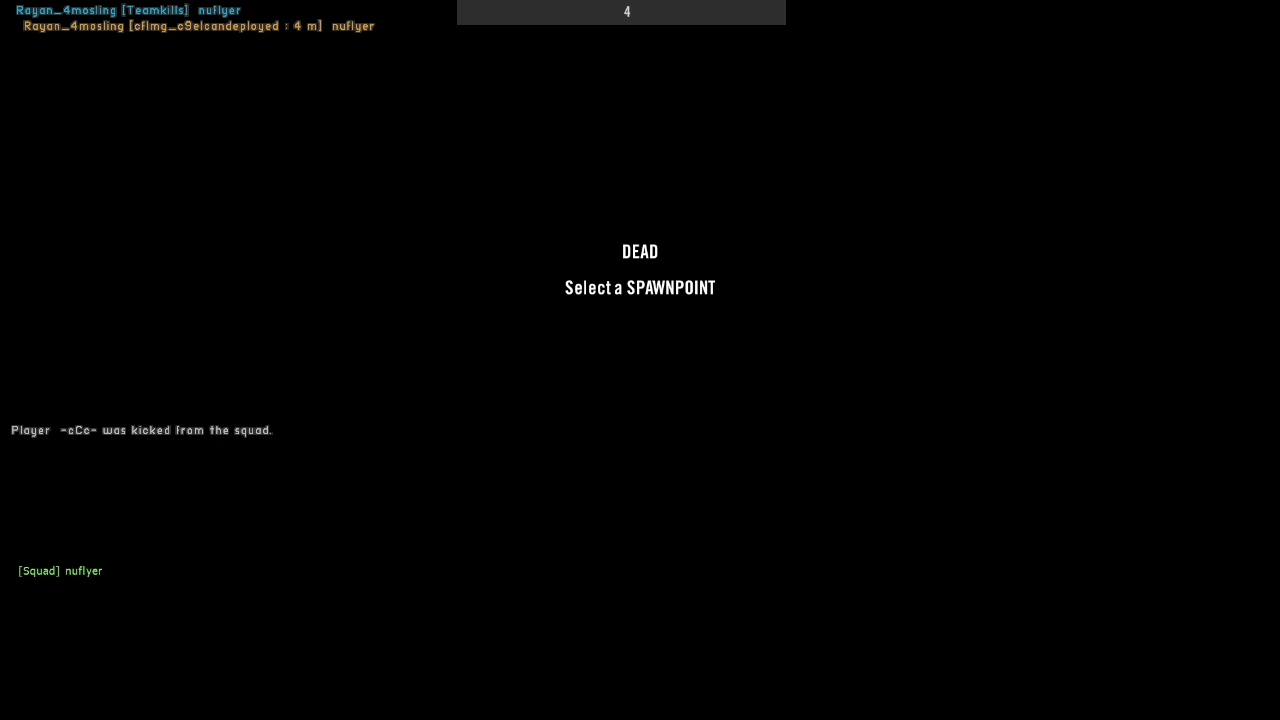 Rayan_4mosling [Teamkills] nuflyer
4
Rayan_4mosling [cflmg_c9elcandeployed : 4 m] nuflyer
DEAD
Select a SPAWNPOINT
Player -cCc- was kicked from the squad.
[Squad] nuflyer